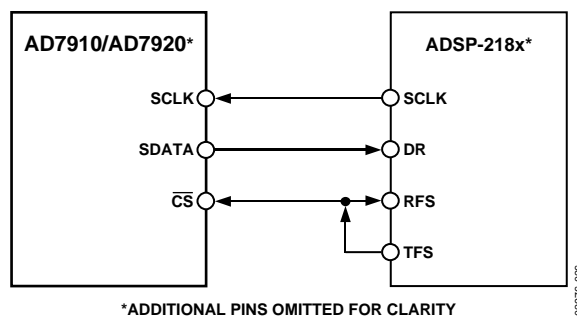 AD7910/AD7920*
ADSP-218x*
SCLK
SCLK
SDATA
DR
CS
RFS
TFS
*ADDITIONAL PINS OMITTED FOR CLARITY